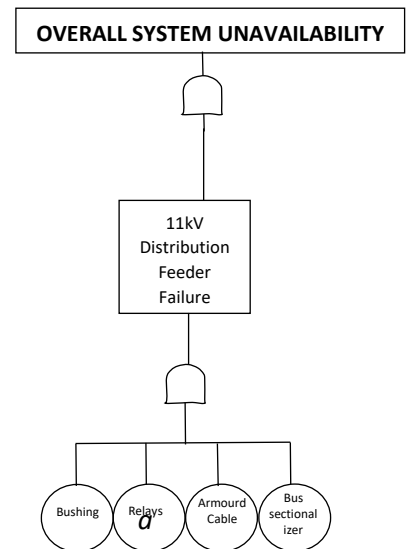 OVERALL SYSTEM UNAVAILABILITY
11kV
Distribution
Feeder
Failure
Bushing
Relays
a
Armourd
Cable
Bus
sectional
izer